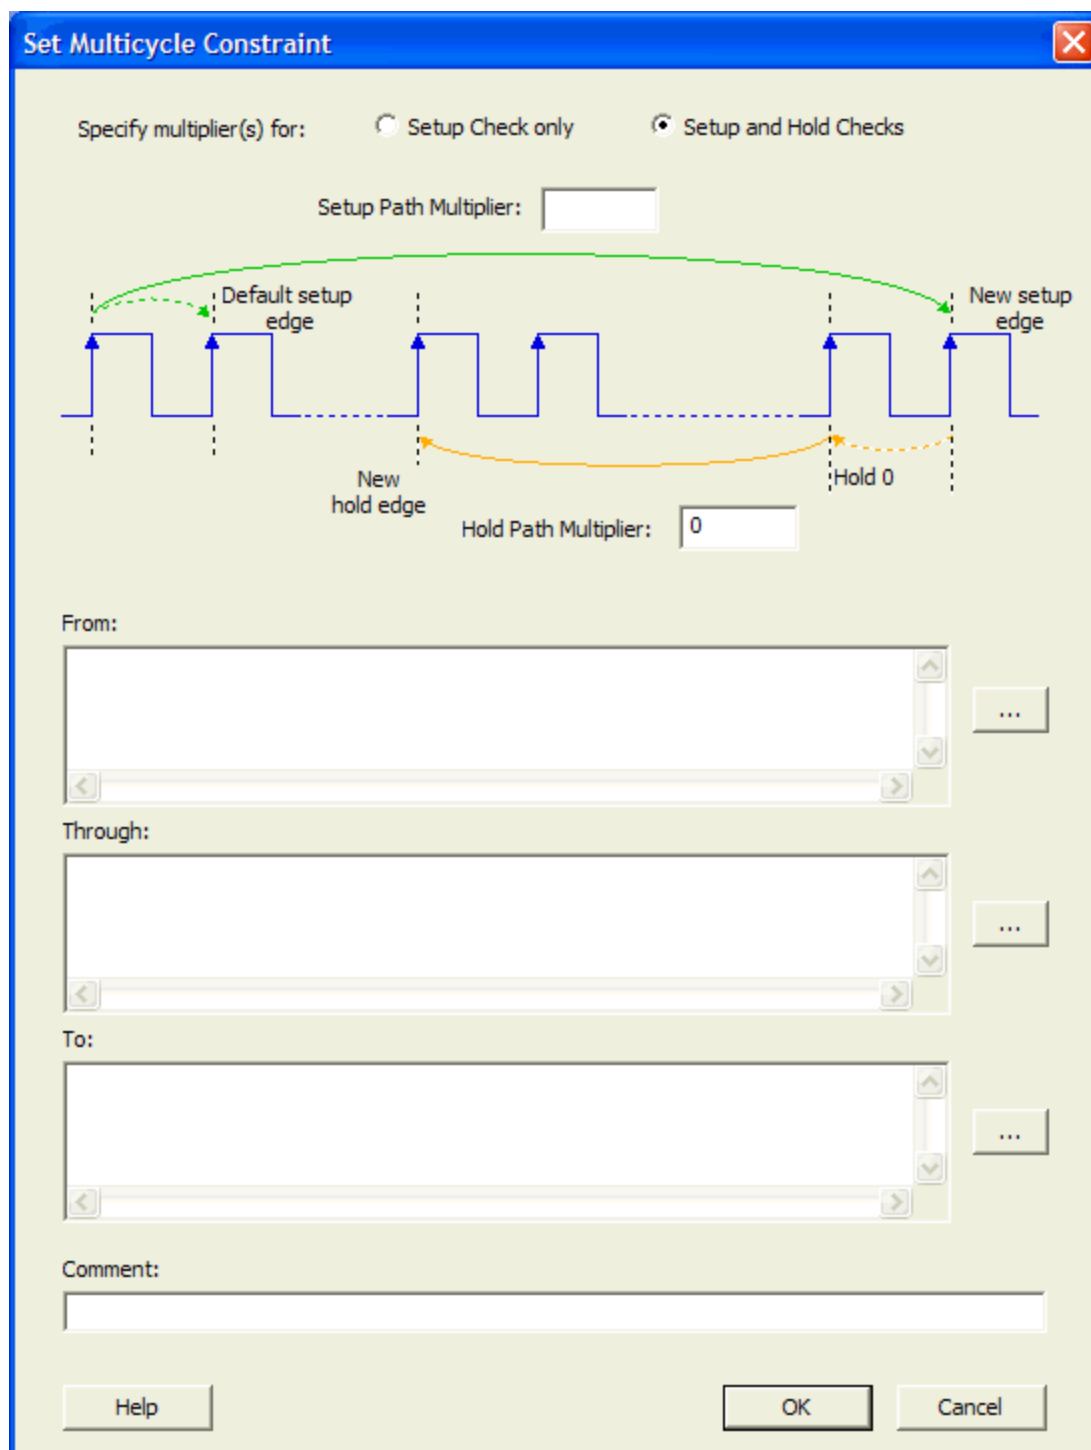 Set Multicycle Constraint
Specify multiplier(s) for: Setup Check only Setup and Hold Checks
Setup Path Multiplier:
Default setup
edge
New setup
edge
New
hold edge
Hold 0
Hold Path Multiplier: 0
From:
...
Through:
...
To:
...
Comment:
Help OK Cancel